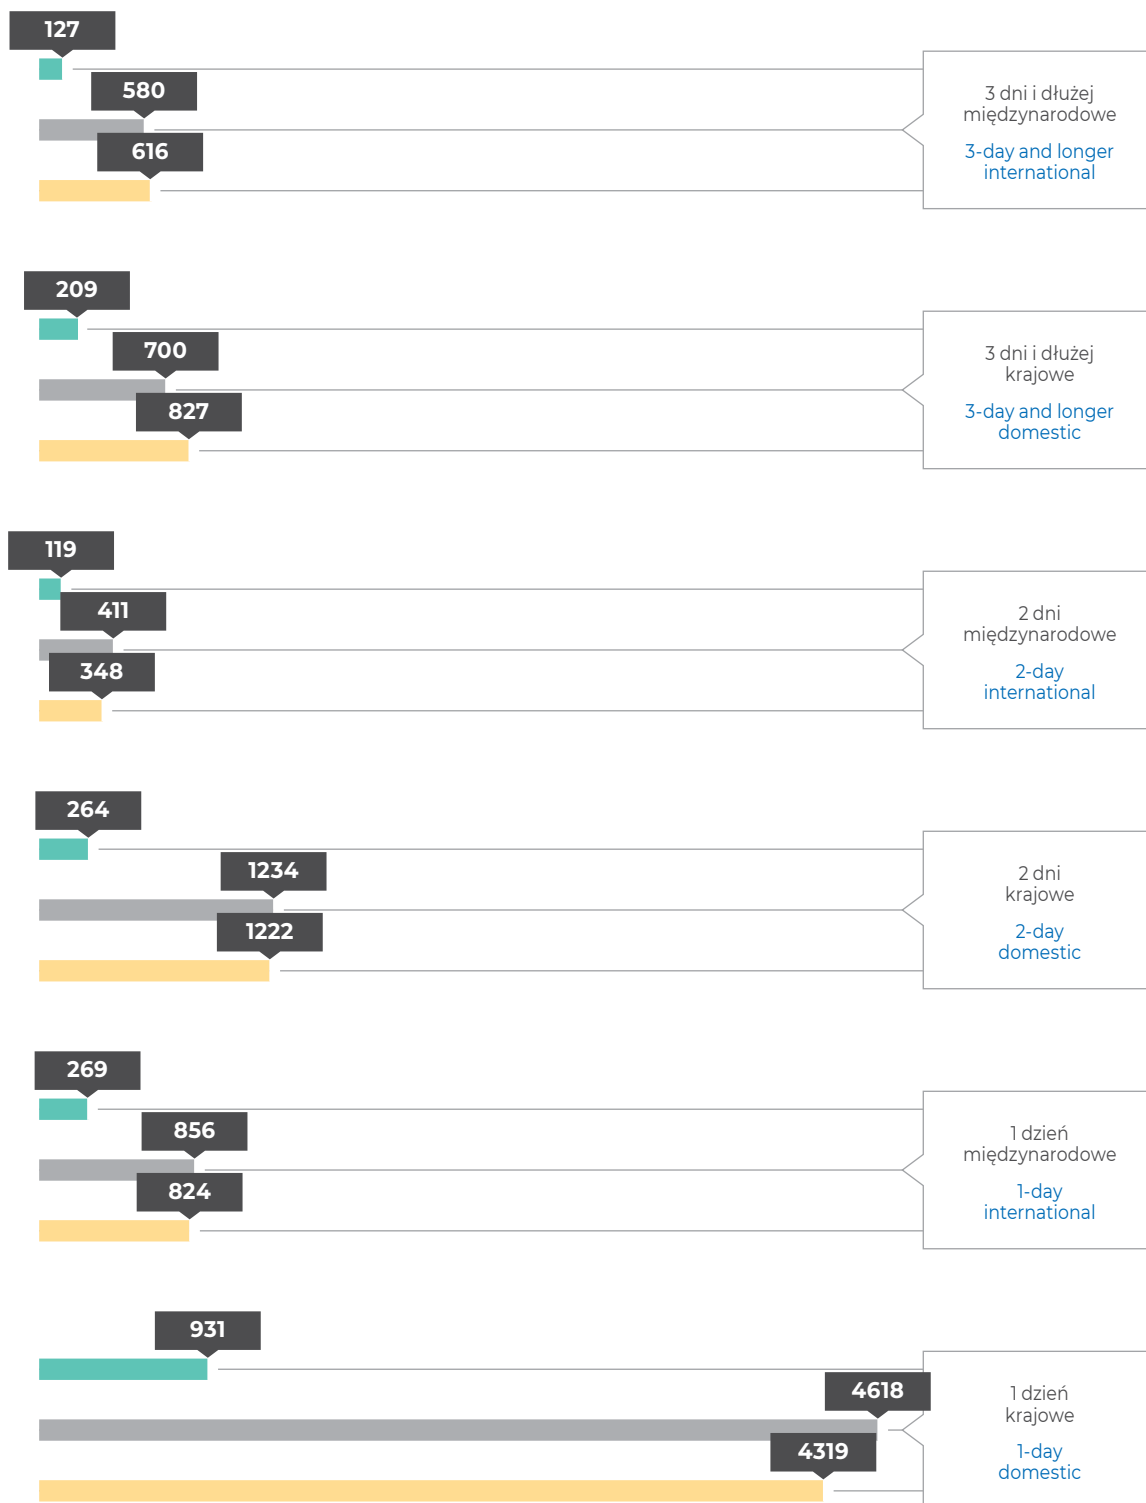 127
580
616
3 dni i dłużej
międzynarodowe
3-day and longer
international
209
700
827
3 dni i dłużej
krajowe
3-day and longer
domestic
119
411
348
2 dni
międzynarodowe
2-day
international
264
1234
1222
2 dni
krajowe
2-day
domestic
269
856
824
1 dzień
międzynarodowe
1-day
international
931
4618
4319
1 dzień
krajowe
1-day
domestic